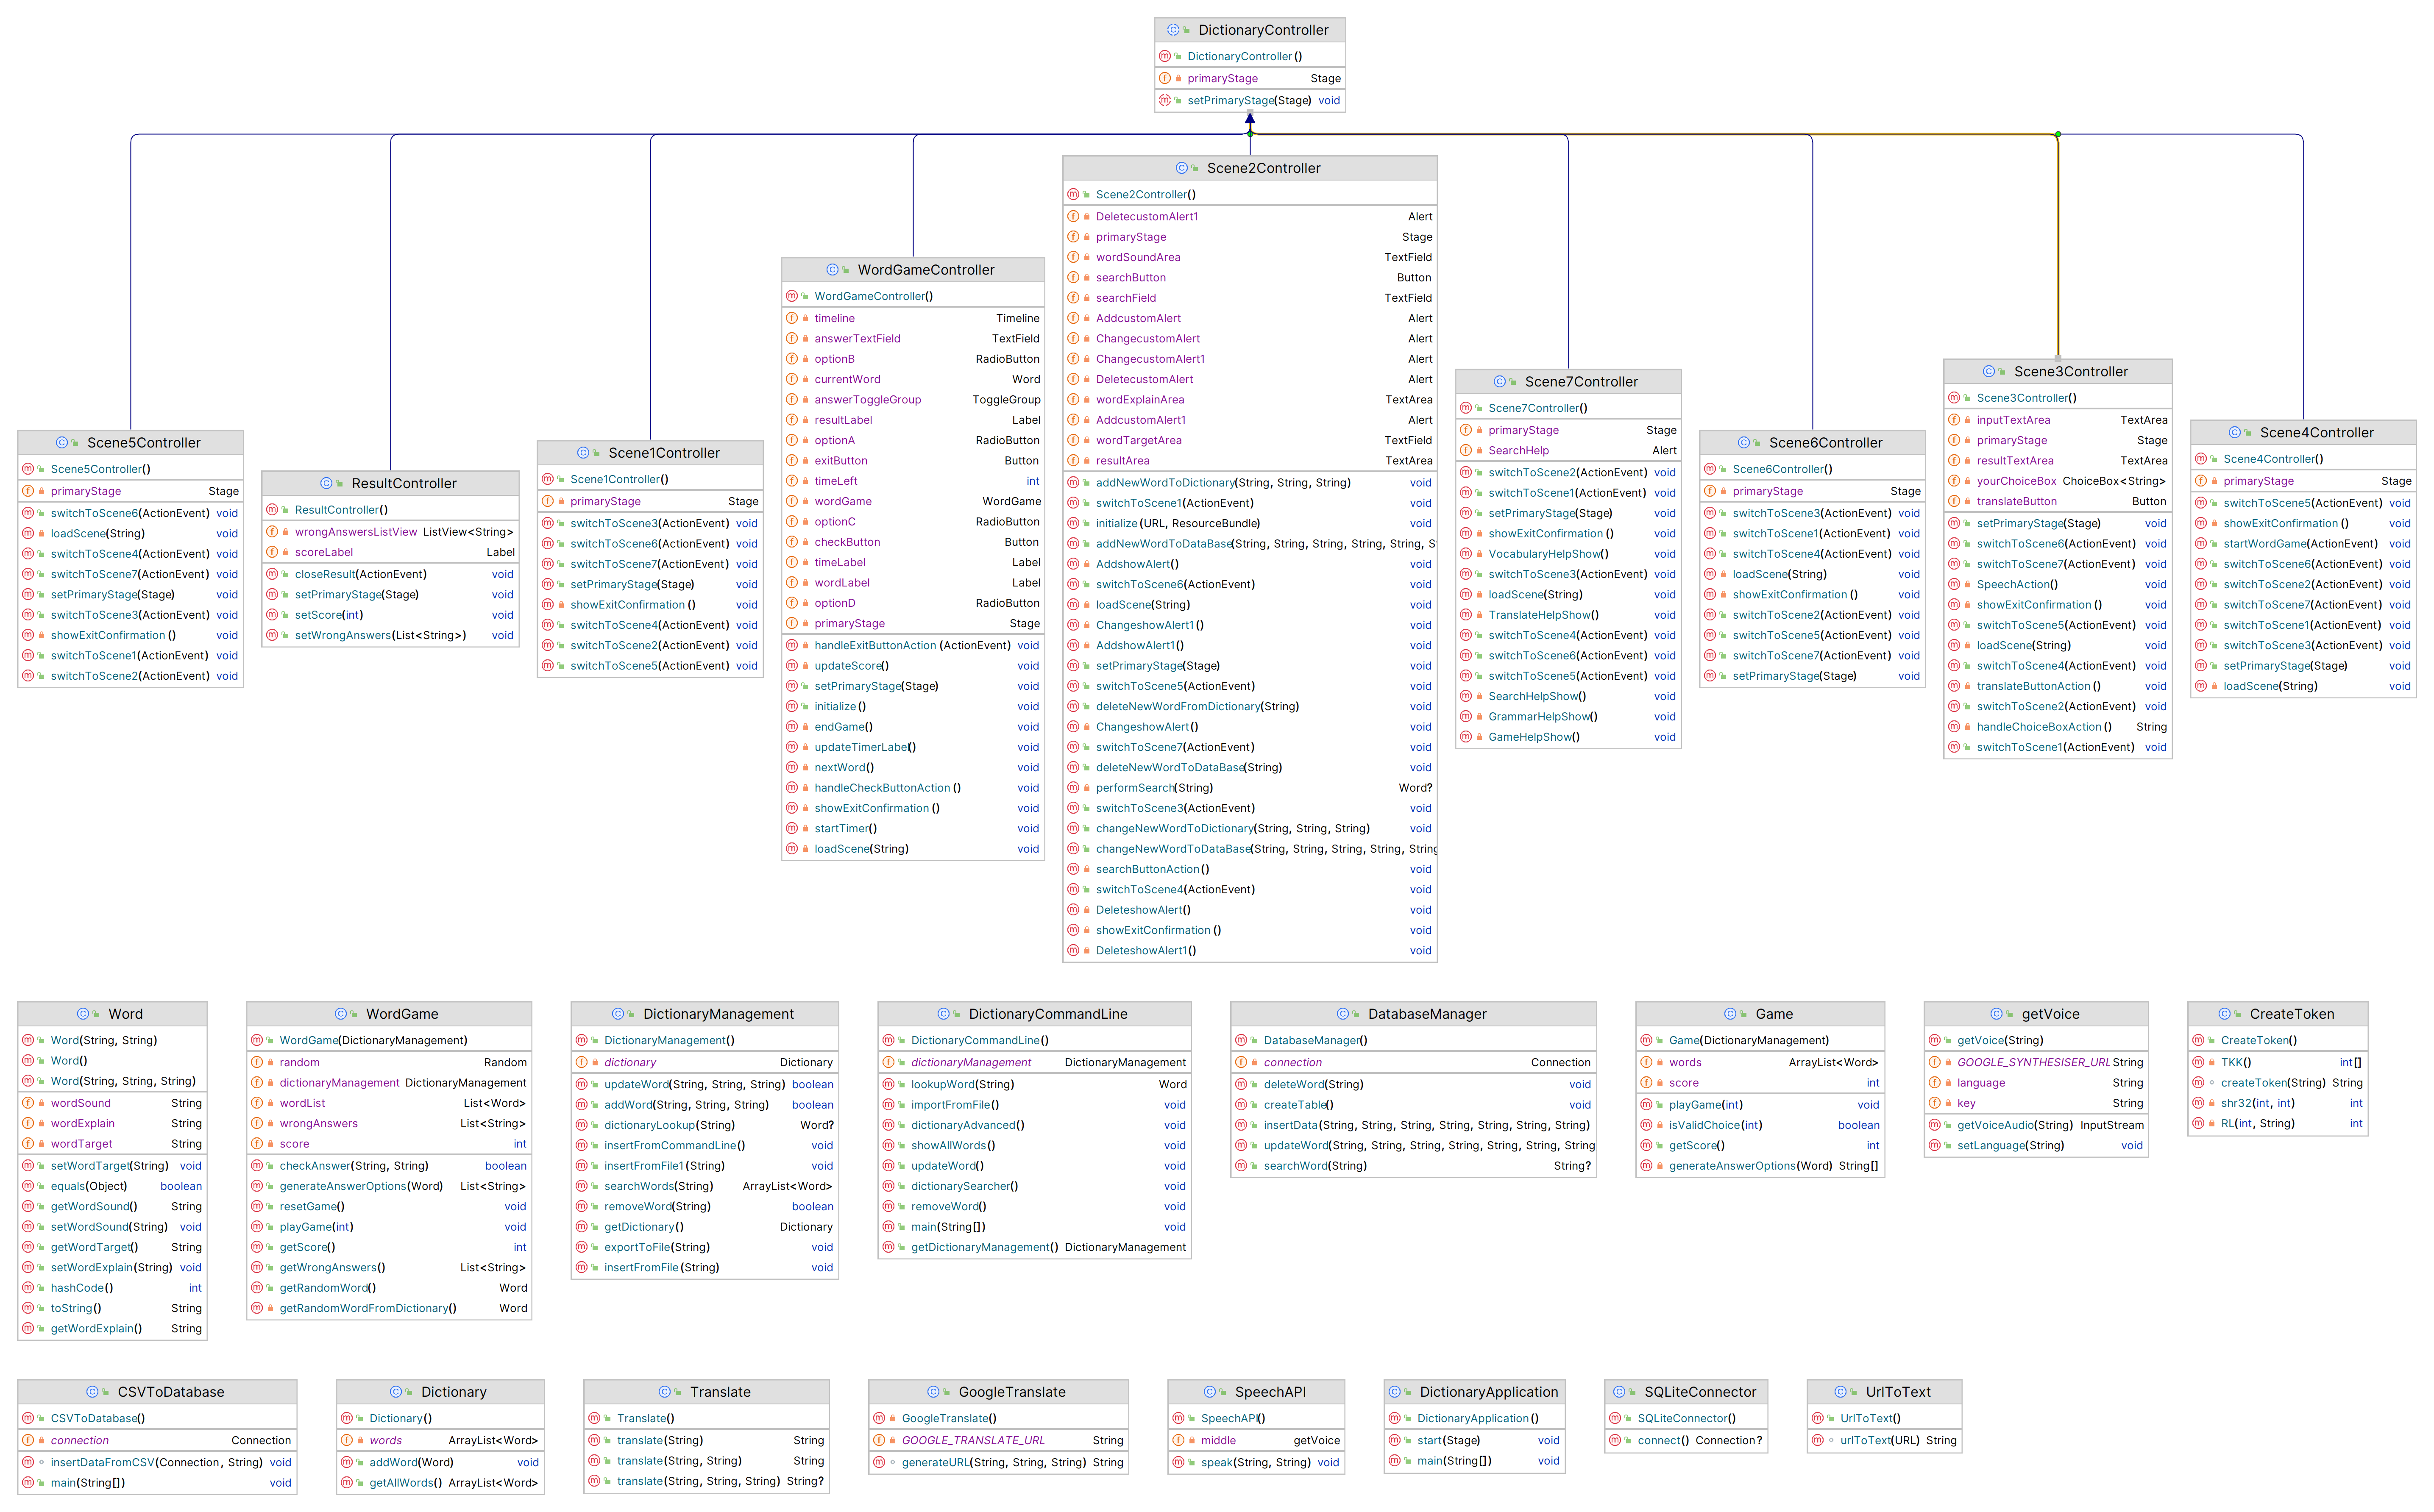 DictionaryController
DictionaryController()
primaryStage Stage
setPrimaryStage(Stage) void
Scene5Controller
Scene5Controller()
primaryStage Stage
switchToScene6(ActionEvent) void
loadScene(String) void
switchToScene4(ActionEvent) void
switchToScene7(ActionEvent) void
setPrimaryStage(Stage) void
switchToScene3(ActionEvent) void
showExitConfirmation() void
switchToScene1(ActionEvent) void
switchToScene2(ActionEvent) void
ResultController
ResultController()
wrongAnswersListView ListView<String>
scoreLabel Label
closeResult(ActionEvent) void
setPrimaryStage(Stage) void
setScore(int) void
setWrongAnswers(List<String>) void
Scene1Controller
Scene1Controller()
primaryStage Stage
switchToScene3(ActionEvent) void
switchToScene6(ActionEvent) void
switchToScene7(ActionEvent) void
setPrimaryStage(Stage) void
showExitConfirmation() void
switchToScene4(ActionEvent) void
switchToScene2(ActionEvent) void
switchToScene5(ActionEvent) void
WordGameController
WordGameController()
timeline Timeline
answerTextField TextField
optionB RadioButton
currentWord Word
answerToggleGroup ToggleGroup
resultLabel Label
optionA RadioButton
exitButton Button
timeLeft int
wordGame WordGame
optionC RadioButton
checkButton Button
timeLabel Label
wordLabel Label
optionD RadioButton
primaryStage Stage
handleExitButtonAction(ActionEvent) void
updateScore() void
setPrimaryStage(Stage) void
initialize() void
endGame() void
updateTimerLabel() void
nextWord() void
handleCheckButtonAction() void
showExitConfirmation() void
startTimer() void
loadScene(String) void
Scene2Controller
Scene2Controller()
DeletecustomAlert1 Alert
primaryStage Stage
wordSoundArea TextField
searchButton Button
searchField TextField
AddcustomAlert Alert
ChangecustomAlert Alert
ChangecustomAlert1 Alert
DeletecustomAlert Alert
wordExplainArea TextArea
AddcustomAlert1 Alert
wordTargetArea TextField
resultArea TextArea
addNewWordToDictionary(String, String, String) void
switchToScene1(ActionEvent) void
initialize(URL, ResourceBundle) void
addNewWordToDataBase(String, String, String, String, String, S
AddshowAlert() void
switchToScene6(ActionEvent) void
loadScene(String) void
ChangeshowAlert1() void
AddshowAlert1() void
setPrimaryStage(Stage) void
switchToScene5(ActionEvent) void
deleteNewWordFromDictionary(String) void
ChangeshowAlert() void
switchToScene7(ActionEvent) void
deleteNewWordToDataBase(String) void
performSearch(String) Word?
switchToScene3(ActionEvent) void
changeNewWordToDictionary(String, String, String) void
changeNewWordToDataBase(String, String, String, String, String
searchButtonAction() void
switchToScene4(ActionEvent) void
DeleteshowAlert() void
showExitConfirmation() void
DeleteshowAlert1() void
Scene7Controller
Scene7Controller()
primaryStage Stage
SearchHelp Alert
switchToScene2(ActionEvent) void
switchToScene1(ActionEvent) void
setPrimaryStage(Stage) void
showExitConfirmation() void
VocabularyHelpShow() void
switchToScene3(ActionEvent) void
loadScene(String) void
TranslateHelpShow() void
switchToScene4(ActionEvent) void
switchToScene6(ActionEvent) void
switchToScene5(ActionEvent) void
SearchHelpShow() void
GrammarHelpShow() void
GameHelpShow() void
Scene6Controller
Scene6Controller()
primaryStage Stage
switchToScene3(ActionEvent) void
switchToScene1(ActionEvent) void
switchToScene4(ActionEvent) void
loadScene(String) void
showExitConfirmation() void
switchToScene2(ActionEvent) void
switchToScene5(ActionEvent) void
switchToScene7(ActionEvent) void
setPrimaryStage(Stage) void
Scene3Controller
Scene3Controller()
inputTextArea TextArea
primaryStage Stage
resultTextArea TextArea
yourChoiceBox ChoiceBox<String>
translateButton Button
setPrimaryStage(Stage) void
switchToScene6(ActionEvent) void
switchToScene7(ActionEvent) void
SpeechAction() void
showExitConfirmation() void
switchToScene5(ActionEvent) void
loadScene(String) void
switchToScene4(ActionEvent) void
translateButtonAction() void
switchToScene2(ActionEvent) void
handleChoiceBoxAction() String
switchToScene1(ActionEvent) void
Scene4Controller
Scene4Controller()
primaryStage Stage
switchToScene5(ActionEvent) void
showExitConfirmation() void
startWordGame(ActionEvent) void
switchToScene6(ActionEvent) void
switchToScene2(ActionEvent) void
switchToScene7(ActionEvent) void
switchToScene1(ActionEvent) void
switchToScene3(ActionEvent) void
setPrimaryStage(Stage) void
loadScene(String) void
Word
Word(String, String)
Word()
Word(String, String, String)
wordSound String
wordExplain String
wordTarget String
setWordTarget(String) void
equals(Object) boolean
getWordSound() String
setWordSound(String) void
getWordTarget() String
setWordExplain(String) void
hashCode() int
toString() String
getWordExplain() String
WordGame
WordGame(DictionaryManagement)
random Random
dictionaryManagement DictionaryManagement
wordList List<Word>
wrongAnswers List<String>
score int
checkAnswer(String, String) boolean
generateAnswerOptions(Word) List<String>
resetGame() void
playGame(int) void
getScore() int
getWrongAnswers() List<String>
getRandomWord() Word
getRandomWordFromDictionary() Word
DictionaryManagement
DictionaryManagement()
dictionary Dictionary
updateWord(String, String, String) boolean
addWord(String, String, String) boolean
dictionaryLookup(String) Word?
insertFromCommandLine() void
insertFromFile1(String) void
searchWords(String) ArrayList<Word>
removeWord(String) boolean
getDictionary() Dictionary
exportToFile(String) void
insertFromFile(String) void
DictionaryCommandLine
DictionaryCommandLine()
dictionaryManagement DictionaryManagement
lookupWord(String) Word
importFromFile() void
dictionaryAdvanced() void
showAllWords() void
updateWord() void
dictionarySearcher() void
removeWord() void
main(String[]) void
getDictionaryManagement() DictionaryManagement
DatabaseManager
DatabaseManager()
connection Connection
deleteWord(String) void
createTable() void
insertData(String, String, String, String, String, String)
updateWord(String, String, String, String, String, String
searchWord(String) String?
Game
Game(DictionaryManagement)
words ArrayList<Word>
score int
playGame(int) void
isValidChoice(int) boolean
getScore() int
generateAnswerOptions(Word) String[]
getVoice
getVoice(String)
GOOGLE_SYNTHESISER_URL String
language String
key String
getVoiceAudio(String) InputStream
setLanguage(String) void
CreateToken
CreateToken()
TKK() int[]
createToken(String) String
shr32(int, int) int
RL(int, String) int
CSVToDatabase
CSVToDatabase()
connection Connection
insertDataFromCSV(Connection, String) void
main(String[]) void
Dictionary
Dictionary()
words ArrayList<Word>
addWord(Word) void
getAllWords() ArrayList<Word>
Translate
Translate()
translate(String) String
translate(String, String) String
translate(String, String, String) String?
GoogleTranslate
GoogleTranslate()
GOOGLE_TRANSLATE_URL String
generateURL(String, String, String) String
SpeechAPI
SpeechAPI()
middle getVoice
speak(String, String) void
DictionaryApplication
DictionaryApplication()
start(Stage) void
main(String[]) void
SQLiteConnector
SQLiteConnector()
connect() Connection?
UrlToText
UrlToText()
urlToText(URL) String